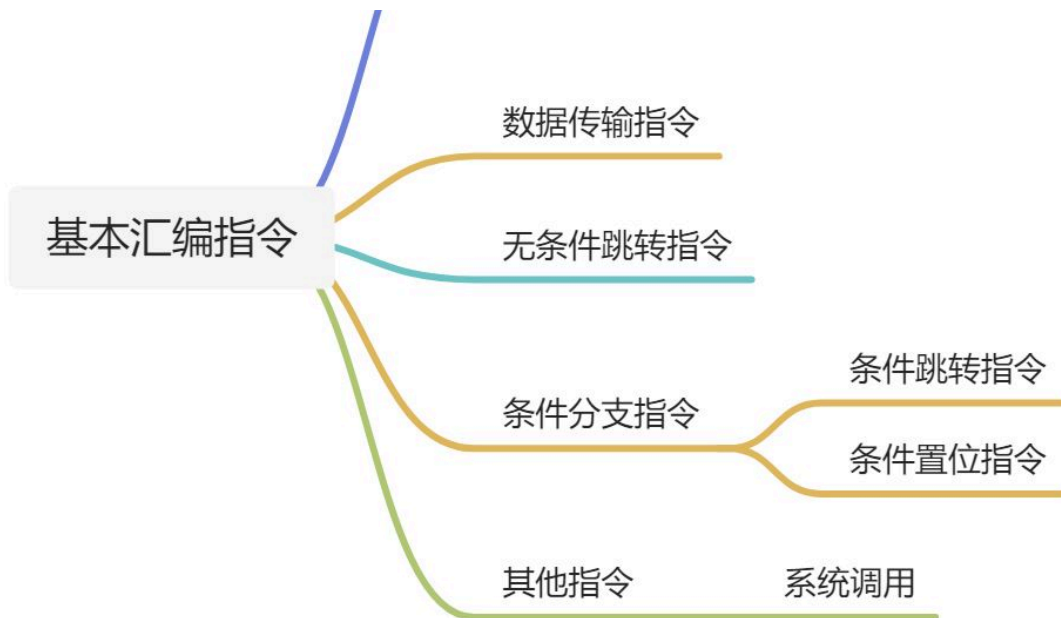 基本汇编指令
数据传输指令
无条件跳转指令
条件分支指令
条件跳转指令
条件置位指令
其他指令
系统调用